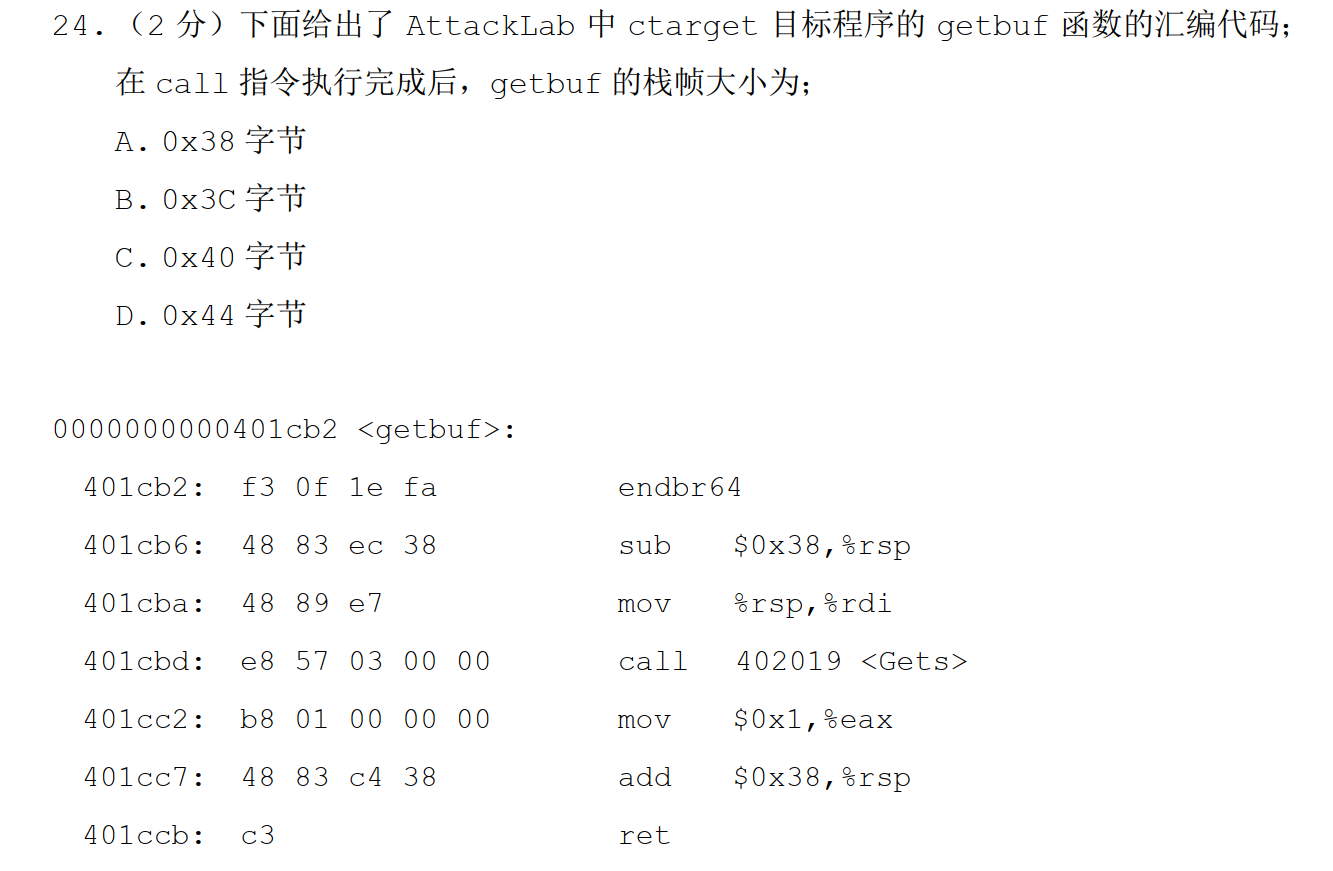 24.（2 分）下面给出了 AttackLab 中 ctarget 目标程序的 getbuf 函数的汇编代码；
在 call 指令执行完成后，getbuf 的栈帧大小为；
A. 0x38 字节
B. 0x3C 字节
C. 0x40 字节
D. 0x44 字节
0000000000401cb2 <getbuf>:
401cb2: f3 0f 1e fa endbr64
401cb6: 48 83 ec 38 sub $0x38,%rsp
401cba: 48 89 e7 mov %rsp,%rdi
401cbd: e8 57 03 00 00 call 402019 <Gets>
401cc2: b8 01 00 00 00 mov $0x1,%eax
401cc7: 48 83 c4 38 add $0x38,%rsp
401ccb: c3 ret